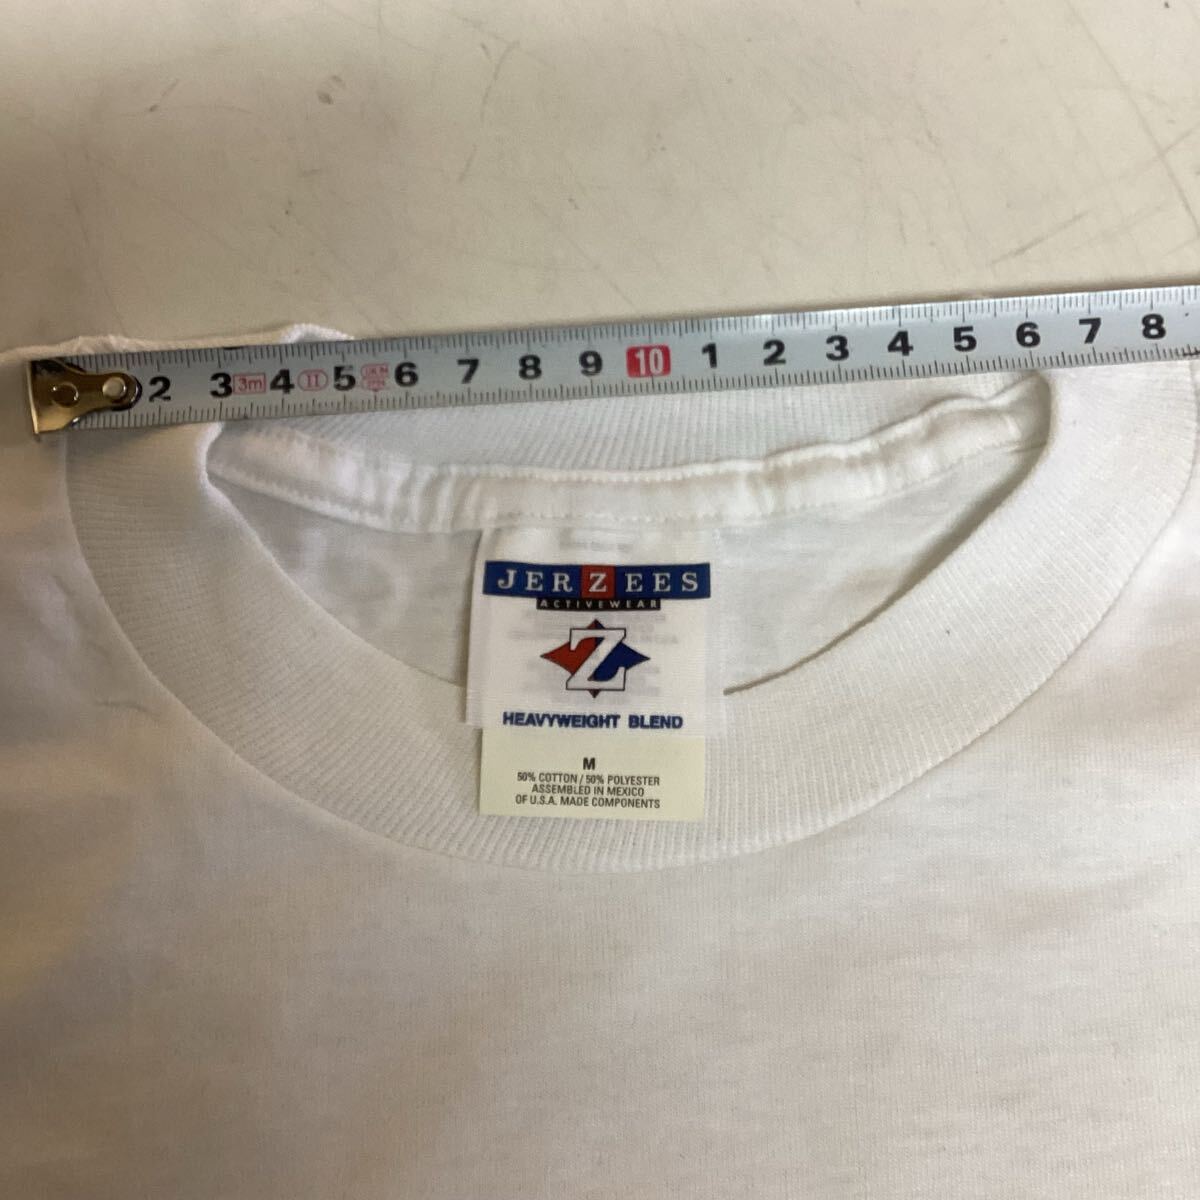 2 3 3m 4 II 5 6 7 8 9 10 1 2 3 4 5 6 7 8
JERZEES
ACTIVEWEAR
Z
HEAVYWEIGHT BLEND
M
50% COTTON / 50% POLYESTER
ASSEMBLED IN MEXICO
OF U.S.A. MADE COMPONENTS